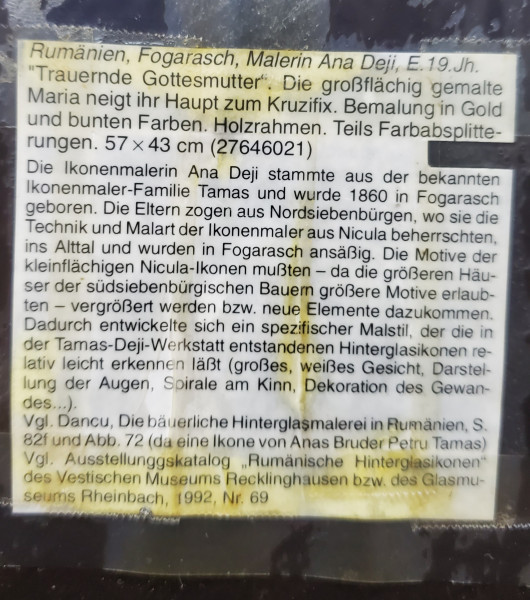 Rumänien, Fogarasch, Malerin Ana Deji, E.19.Jh.
"Trauernde Gottesmutter". Die großflächig gemalte
Maria neigt ihr Haupt zum Kruzifix. Bemalung in Gold
und bunten Farben. Holzrahmen. Teils Farbabsplitte-
rungen. 57 × 43 cm (27646021)
Die Ikonenmalerin Ana Deji stammte aus der bekannten
Ikonenmaler-Familie Tamas und wurde 1860 in Fogarasch
geboren. Die Eltern zogen aus Nordsiebenbürgen, wo sie die
Technik und Malart der Ikonenmaler aus Nicula beherrschten,
ins Alttal und wurden in Fogarasch ansäßig. Die Motive der
kleinflächigen Nicula-Ikonen mußten – da die größeren Häu-
ser der südsiebenbürgischen Bauern größere Motive erlaub-
ten – vergrößert werden bzw. neue Elemente dazukommen.
Dadurch entwickelte sich ein spezifischer Malstil, der die in
der Tamas-Deji-Werkstatt entstandenen Hinterglasikonen re-
lativ leicht erkennen läßt (großes, weißes Gesicht, Darstel-
lung der Augen, Spirale am Kinn, Dekoration des Gewan-
des...).
Vgl. Dancu, Die bäuerliche Hinterglasmalerei in Rumänien, S.
82f und Abb. 72 (da eine Ikone von Anas Bruder Petru Tamas)
Vgl. Ausstellunggskatalog „Rumänische Hinterglasikonen"
des Vestischen Museums Recklinghausen bzw. des Glasmu-
seums Rheinbach, 1992, Nr. 69